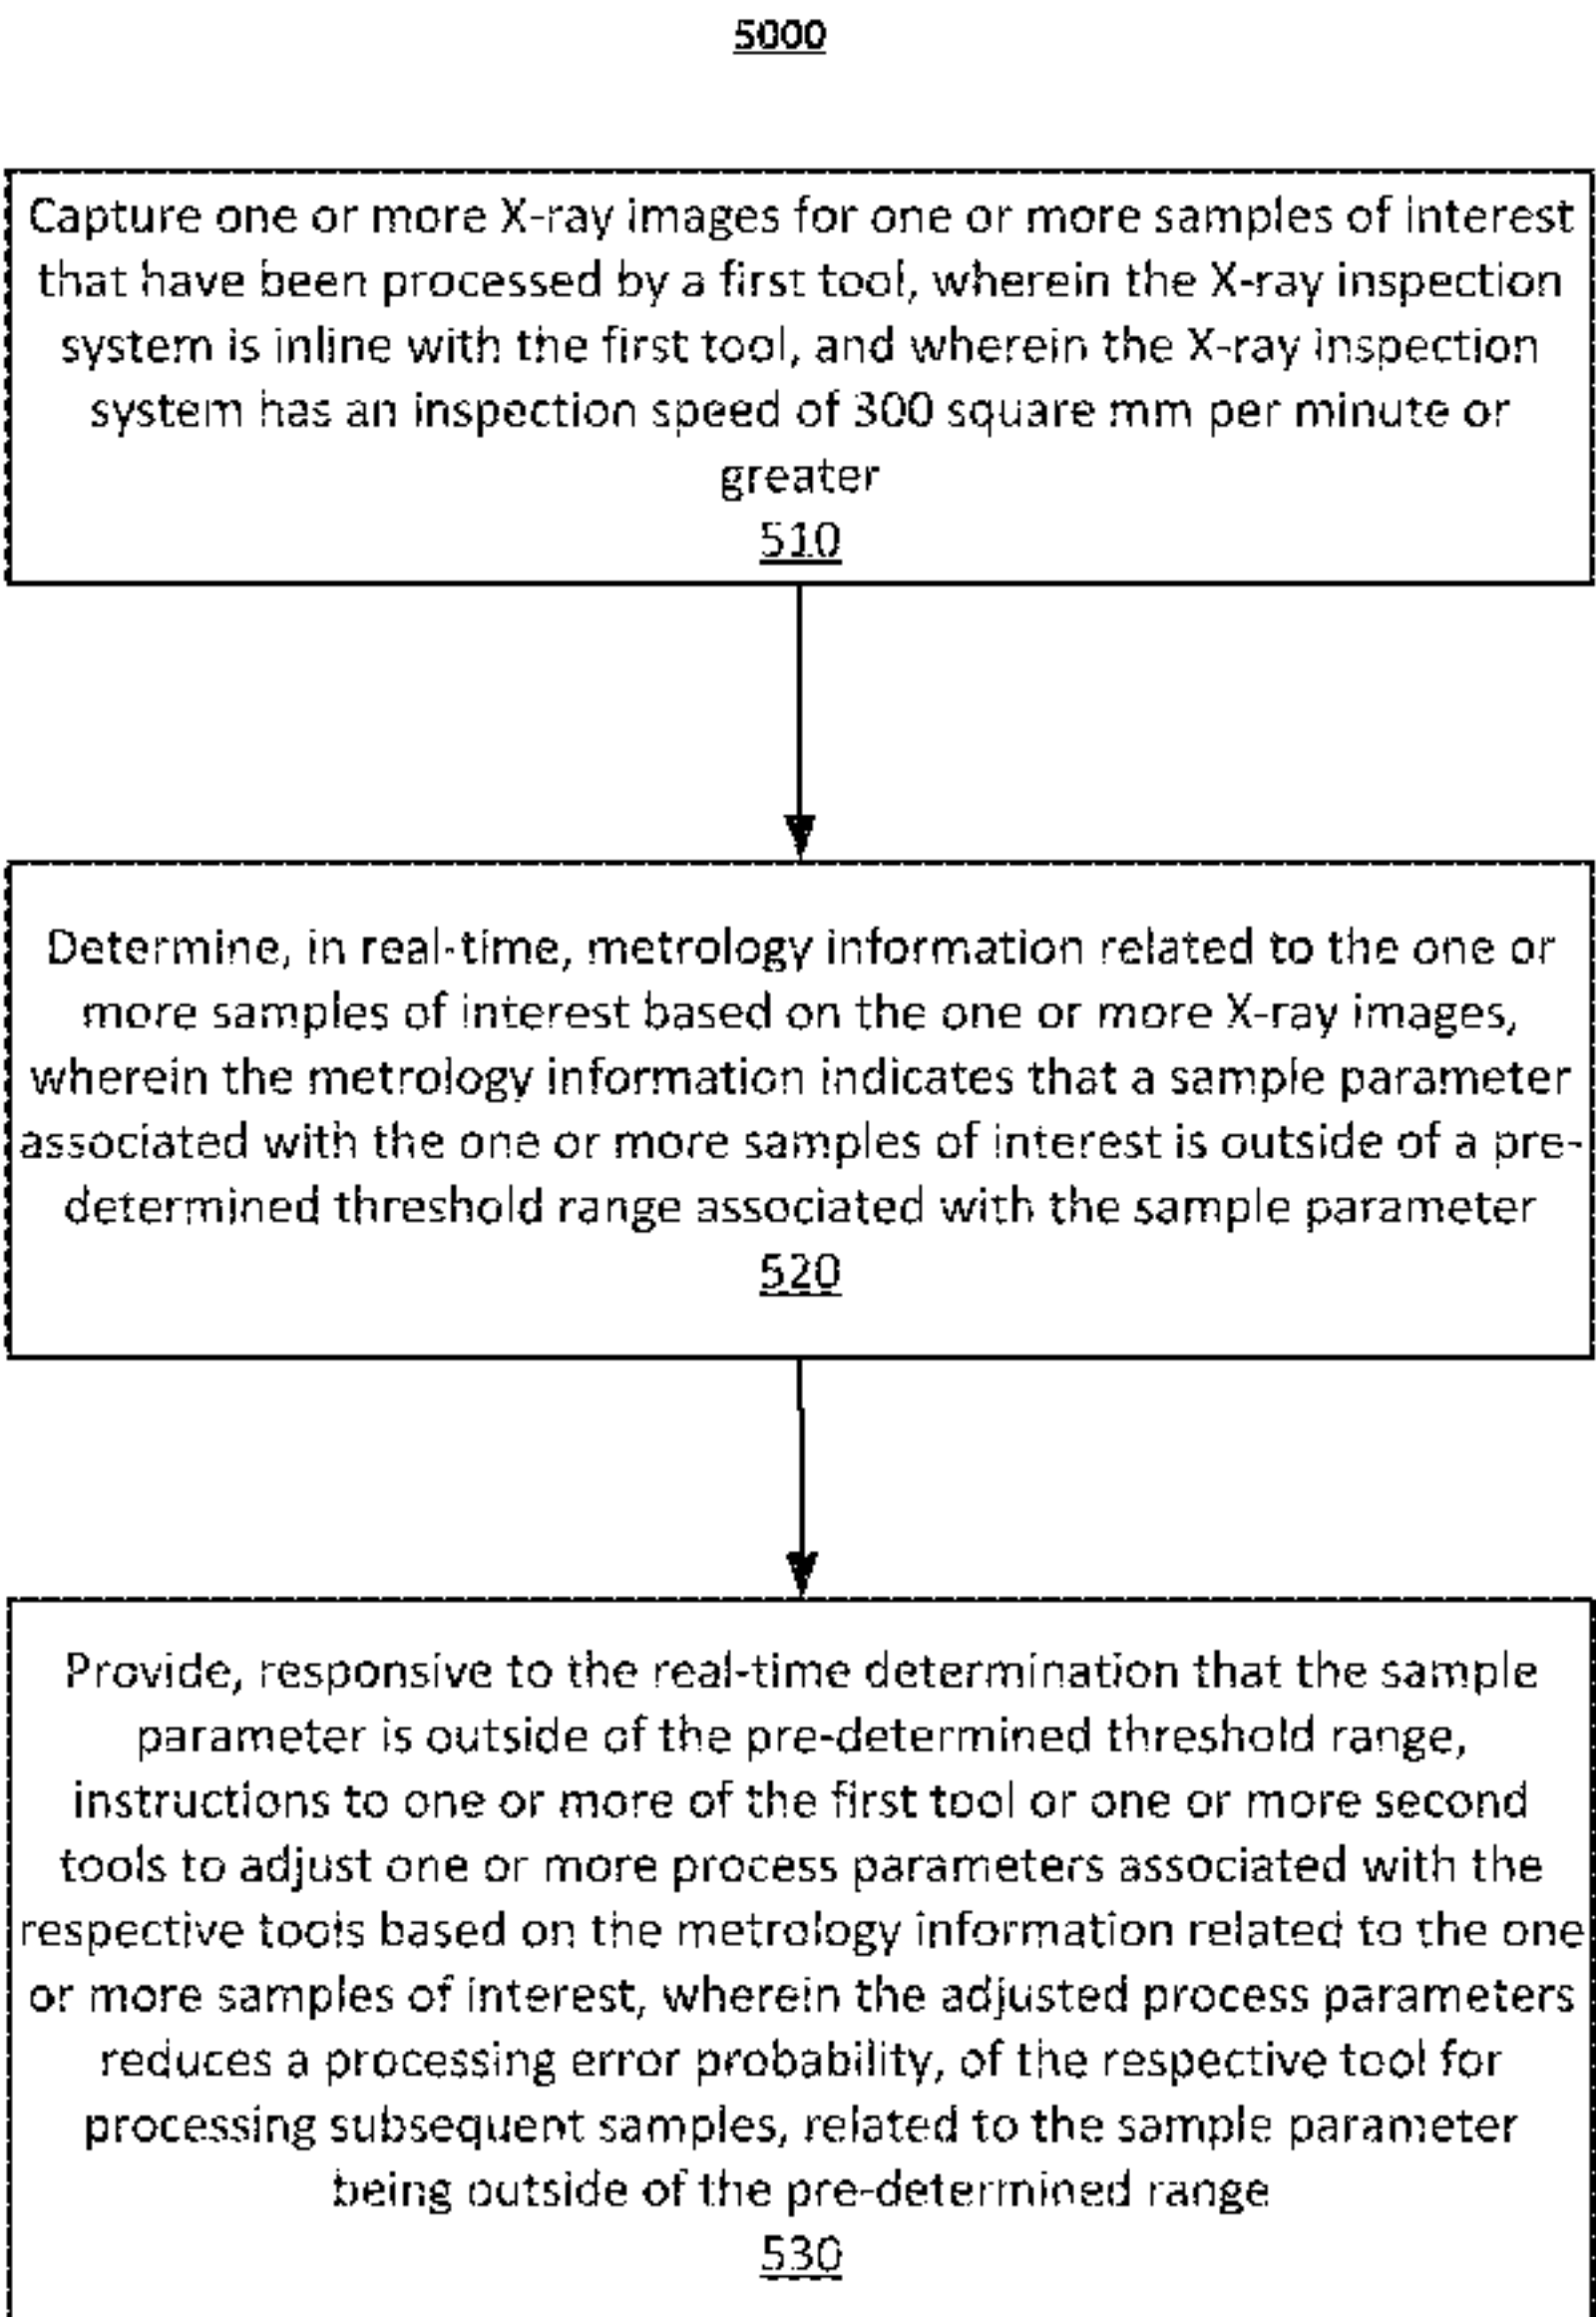 5000
Capture one or more X-ray images for one or more samples of interest
that have been processed by a first tool, wherein the X-ray inspection
system is inline with the first tool, and wherein the X-ray inspection
system has an inspection speed of 300 square mm per minute or
greater
510
Determine, in real-time, metrology information related to the one or
more samples of interest based on the one or more X-ray images,
wherein the metrology information indicates that a sample parameter
associated with the one or more samples of interest is outside of a pre-
determined threshold range associated with the sample parameter
520
Provide, responsive to the real-time determination that the sample
parameter is outside of the pre-determined threshold range,
instructions to one or more of the first tool or one or more second
tools to adjust one or more process parameters associated with the
respective tools based on the metrology information related to the one
or more samples of interest, wherein the adjusted process parameters
reduces a processing error probability, of the respective tool for
processing subsequent samples, related to the sample parameter
being outside of the pre-determined range
530